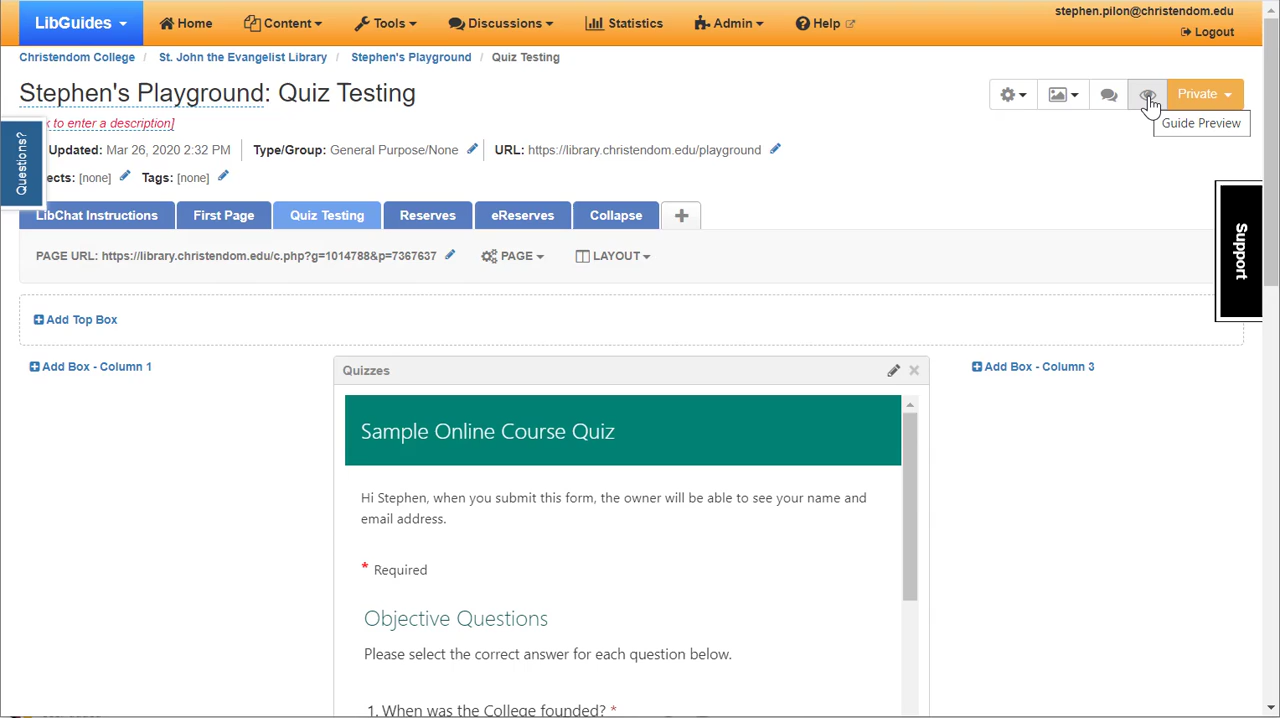 LibGuides
Home
Content
Tools
Discussions
Statistics
Admin
Help
stephen.pilon@christendom.edu
Logout
Christendom College / St. John the Evangelist Library / Stephen's Playground / Quiz Testing
Stephen's Playground: Quiz Testing
Private
Guide Preview
to enter a description]
Questions?
Updated: Mar 26, 2020 2:32 PM
Type/Group: General Purpose/None
URL: https://library.christendom.edu/playground
ects: [none]
Tags: [none]
LibChat Instructions
First Page
Quiz Testing
Reserves
eReserves
Collapse
PAGE URL: https://library.christendom.edu/c.php?g=1014788&p=7367637
PAGE
LAYOUT
Support
Add Top Box
Add Box - Column 1
Quizzes
Add Box - Column 3
Sample Online Course Quiz
Hi Stephen, when you submit this form, the owner will be able to see your name and
email address.
* Required
Objective Questions
Please select the correct answer for each question below.
1. When was the College founded? *